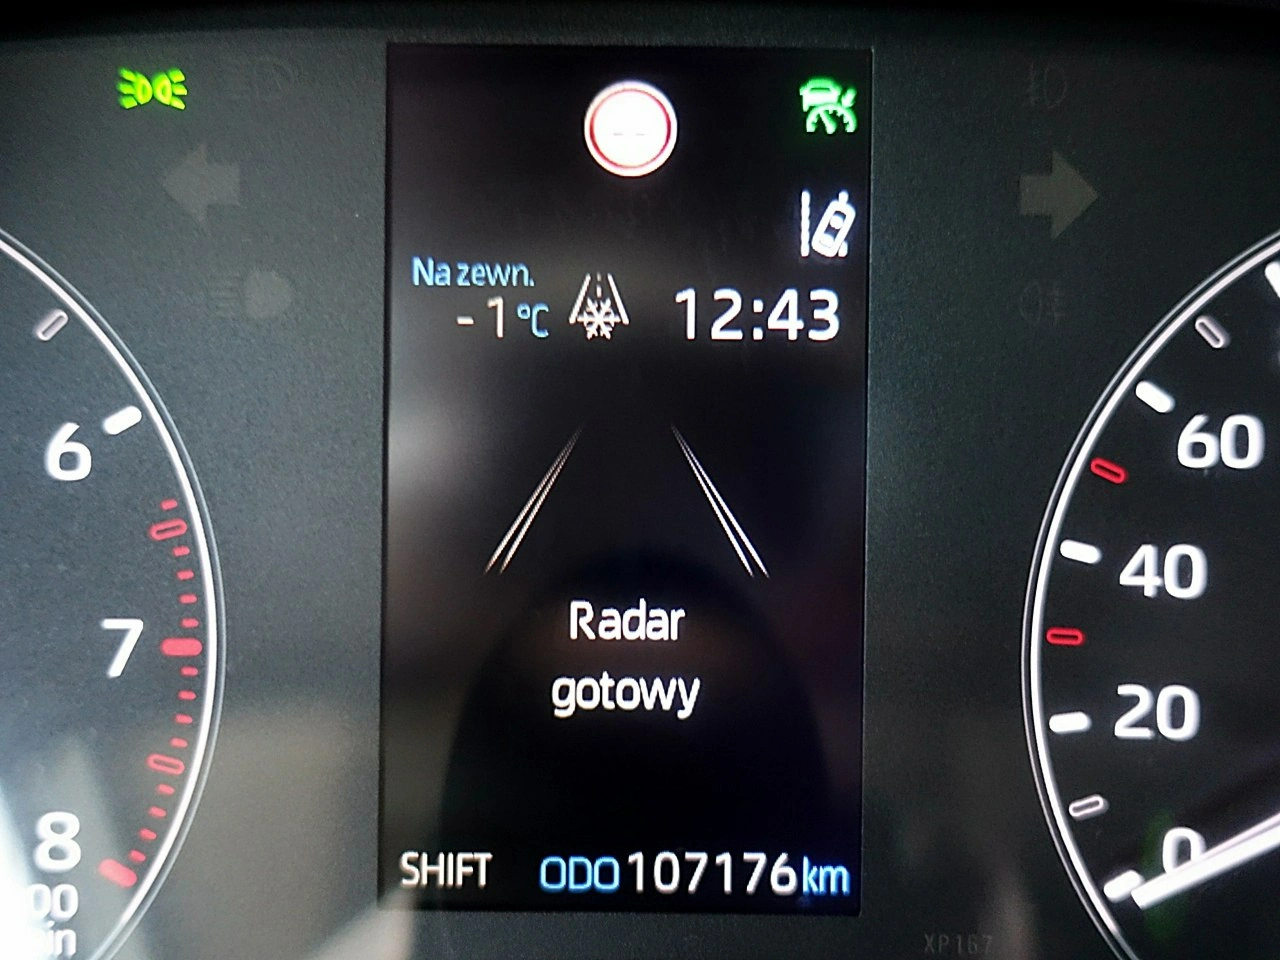 Na zewn.
-1°C
12:43
Radar
gotowy
SHIFT ODO 107176 km
6
7
8
60
40
20
0
XP167